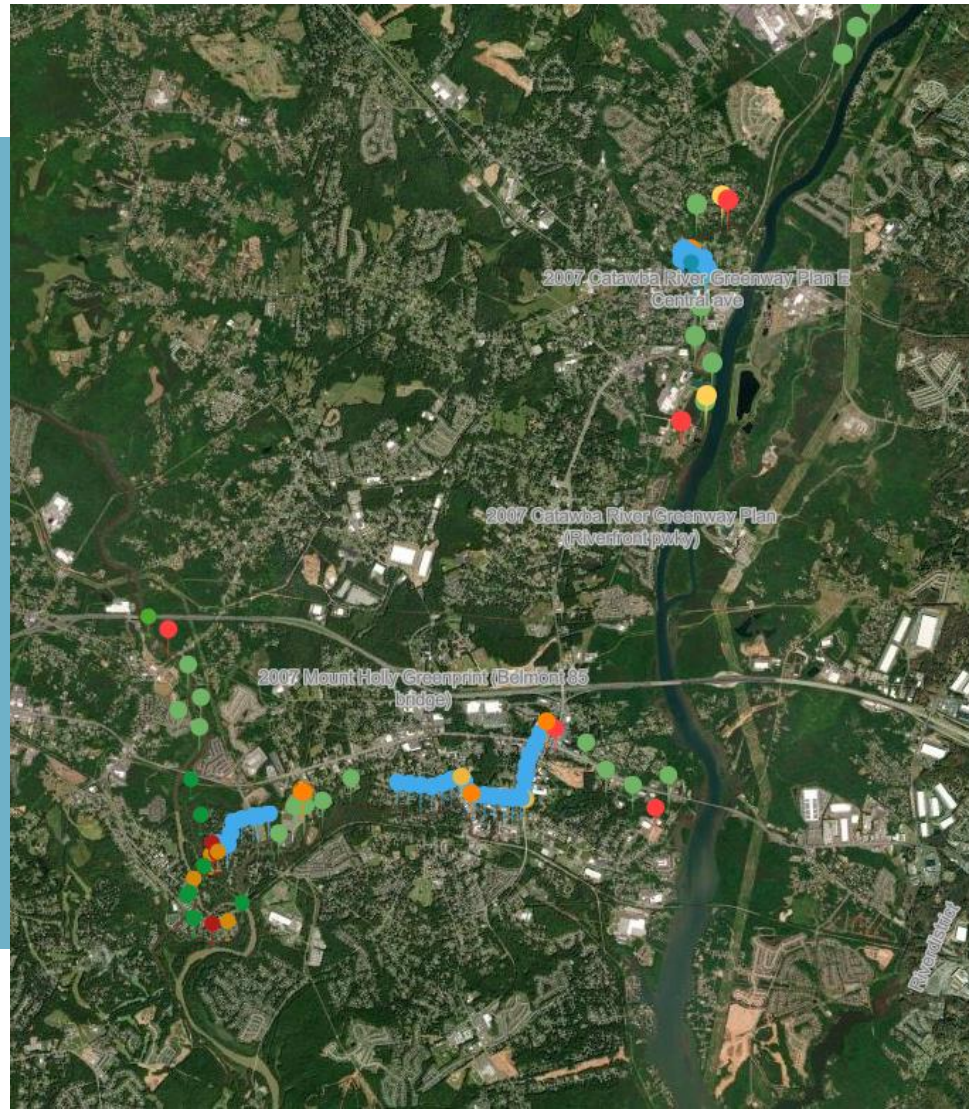 2007 Catawba River Greenway Plan E
Central ave
2007 Catawba River Greenway Plan
(Riverfront pwky)
2007 Mount Holly Greenprint (Belmont 85
bridge)